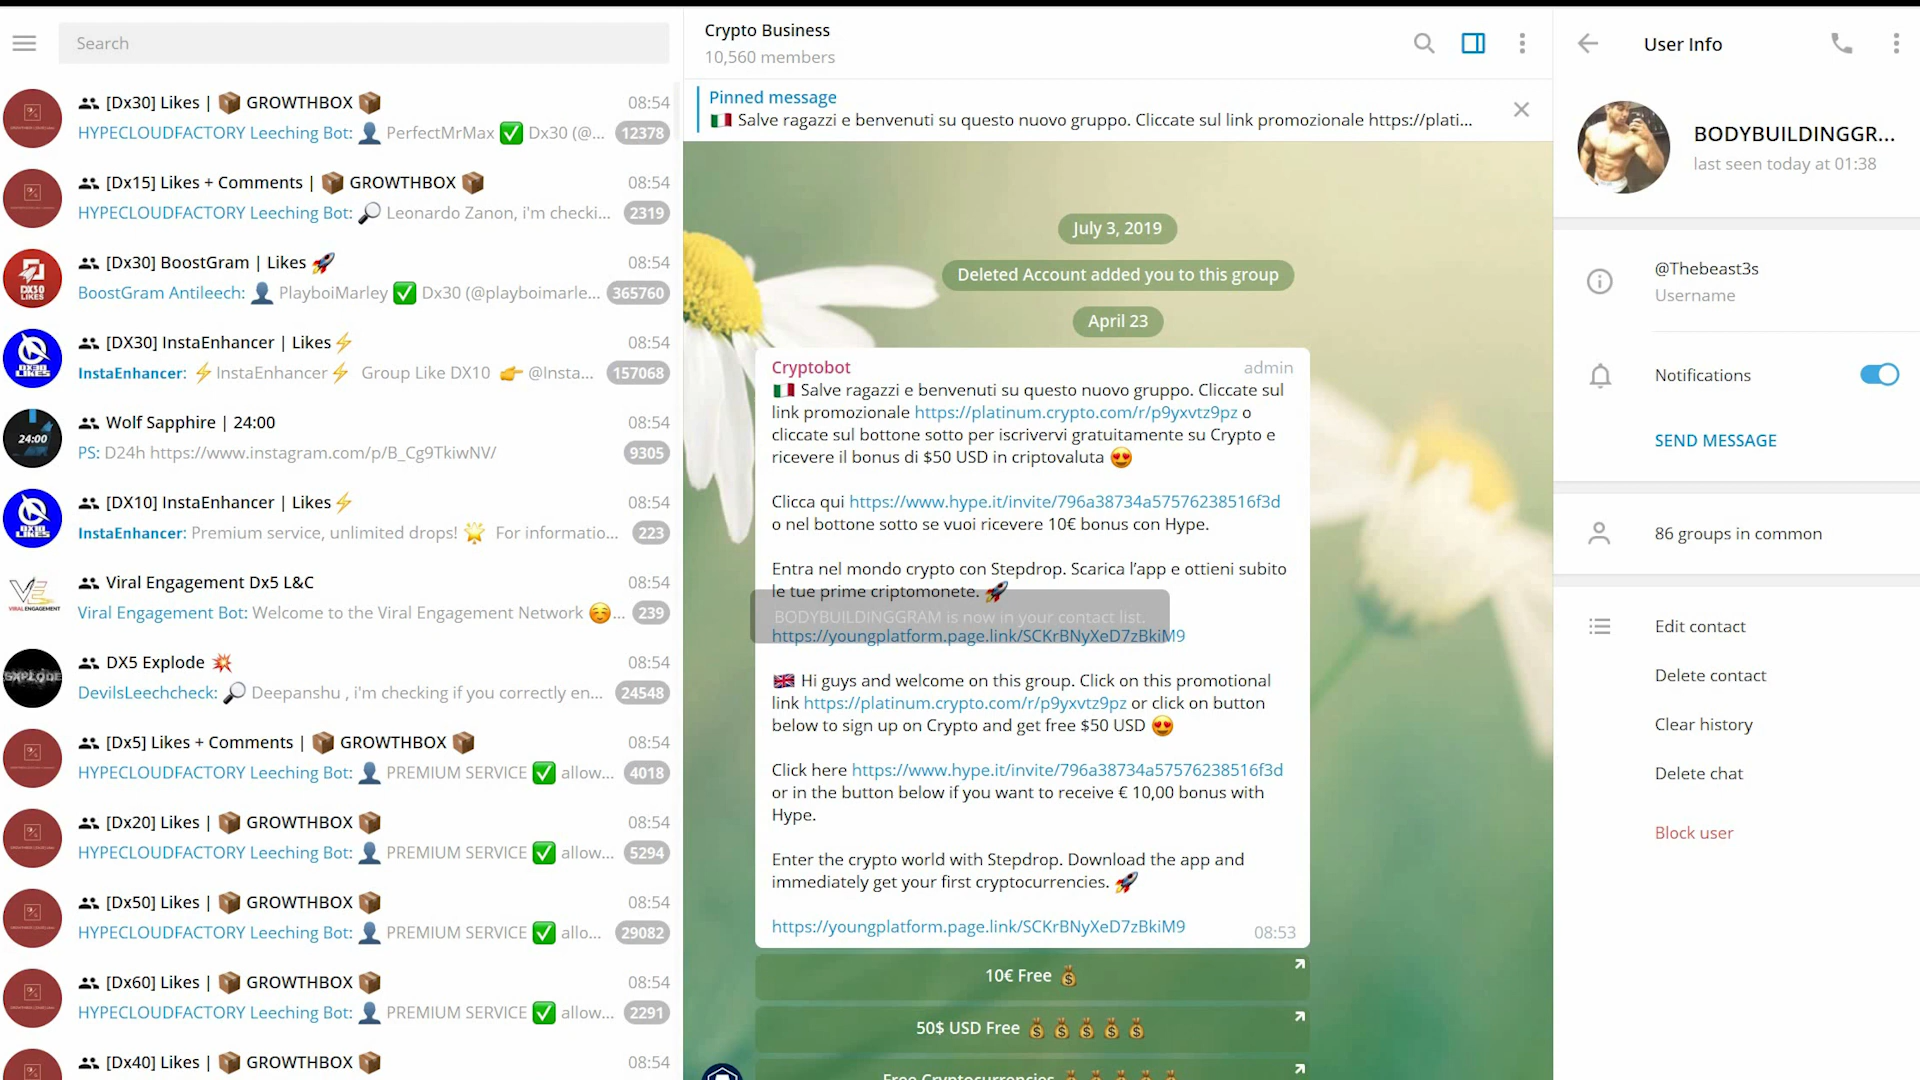 Search
[Dx30] Likes | 📦 GROWTHBOX 📦 08:54
HYPECLOUDFACTORY Leeching Bot: 👤 PerfectMrMax ✅ Dx30 (@... 12378
[Dx15] Likes + Comments | 📦 GROWTHBOX 📦 08:54
HYPECLOUDFACTORY Leeching Bot: 🔎 Leonardo Zanon, i'm checki... 2319
[Dx30] BoostGram | Likes 🚀 08:54
BoostGram Antileech: 👤 PlayboiMarley ✅ Dx30 (@playboimarle... 365760
[DX30] InstaEnhancer | Likes⚡ 08:54
InstaEnhancer: ⚡InstaEnhancer⚡ Group Like DX10 👉 @Insta... 157068
Wolf Sapphire | 24:00 08:54
PS: D24h https://www.instagram.com/p/B_Cg9TkiwNV/ 9305
[DX10] InstaEnhancer | Likes⚡ 08:54
InstaEnhancer: Premium service, unlimited drops! 🌟 For informatio... 223
Viral Engagement Dx5 L&C 08:54
Viral Engagement Bot: Welcome to the Viral Engagement Network ☺️... 239
DX5 Explode 💥 08:54
DevilsLeechcheck: 🔎 Deepanshu , i'm checking if you correctly en... 24548
[Dx5] Likes + Comments | 📦 GROWTHBOX 📦 08:54
HYPECLOUDFACTORY Leeching Bot: 👤 PREMIUM SERVICE ✅ allow... 4018
[Dx20] Likes | 📦 GROWTHBOX 📦 08:54
HYPECLOUDFACTORY Leeching Bot: 👤 PREMIUM SERVICE ✅ allow... 5294
[Dx50] Likes | 📦 GROWTHBOX 📦 08:54
HYPECLOUDFACTORY Leeching Bot: 👤 PREMIUM SERVICE ✅ allo... 29082
[Dx60] Likes | 📦 GROWTHBOX 📦 08:54
HYPECLOUDFACTORY Leeching Bot: 👤 PREMIUM SERVICE ✅ allow... 2291
[Dx40] Likes | 📦 GROWTHBOX 📦 08:54
DX30
LIKES
DX30
LIKES
24:00
DX10
LIKES
VIRAL ENGAGEMENT
EXPLODE
Crypto Business
10,560 members
Pinned message
🇮🇹 Salve ragazzi e benvenuti su questo nuovo gruppo. Cliccate sul link promozionale https://plati...
July 3, 2019
Deleted Account added you to this group
April 23
Cryptobot admin
🇮🇹 Salve ragazzi e benvenuti su questo nuovo gruppo. Cliccate sul
link promozionale https://platinum.crypto.com/r/p9yxvtz9pz o
cliccate sul bottone sotto per iscrivervi gratuitamente su Crypto e
ricevere il bonus di $50 USD in criptovaluta 😍
Clicca qui https://www.hype.it/invite/796a38734a57576238516f3d
o nel bottone sotto se vuoi ricevere 10€ bonus con Hype.
Entra nel mondo crypto con Stepdrop. Scarica l’app e ottieni subito
le tue prime criptomonete. 🚀
BODYBUILDINGGRAM is now in your contact list.
https://youngplatform.page.link/SCKrBNyXeD7zBkiM9
🇬🇧 Hi guys and welcome on this group. Click on this promotional
link https://platinum.crypto.com/r/p9yxvtz9pz or click on button
below to sign up on Crypto and get free $50 USD 😍
Click here https://www.hype.it/invite/796a38734a57576238516f3d
or in the button below if you want to receive € 10,00 bonus with
Hype.
Enter the crypto world with Stepdrop. Download the app and
immediately get your first cryptocurrencies. 🚀
https://youngplatform.page.link/SCKrBNyXeD7zBkiM9 08:53
10€ Free 💰
50$ USD Free 💰 💰 💰 💰 💰
Free Cryptocurrencies 💰 💰 💰 💰 💰
User Info
BODYBUILDINGGR...
last seen today at 01:38
@Thebeast3s
Username
Notifications
SEND MESSAGE
86 groups in common
Edit contact
Delete contact
Clear history
Delete chat
Block user